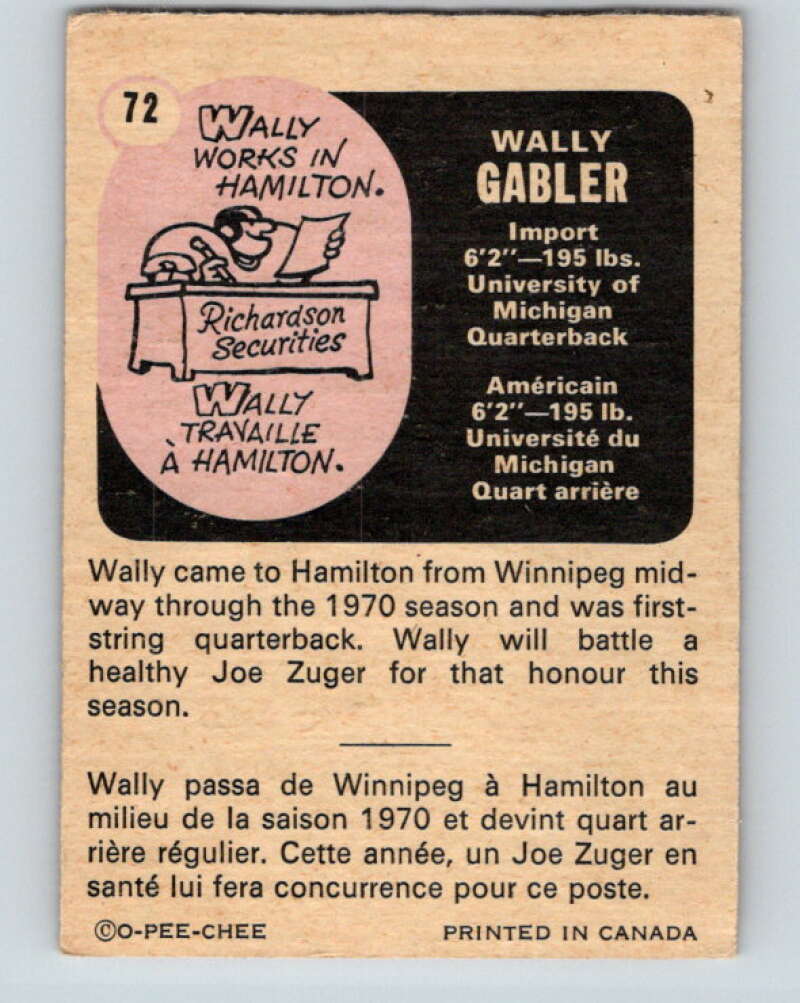 72
WALLY
WORKS IN
HAMILTON.
Richardson
Securities
WALLY
TRAVAILLE
À HAMILTON.
WALLY
GABLER
Import
6'2"—195 lbs.
University of
Michigan
Quarterback
Américain
6'2"—195 lb.
Université du
Michigan
Quart arrière
Wally came to Hamilton from Winnipeg mid-
way through the 1970 season and was first-
string quarterback. Wally will battle a
healthy Joe Zuger for that honour this
season.
Wally passa de Winnipeg à Hamilton au
milieu de la saison 1970 et devint quart ar-
rière régulier. Cette année, un Joe Zuger en
santé lui fera concurrence pour ce poste.
©O-PEE-CHEE
PRINTED IN CANADA